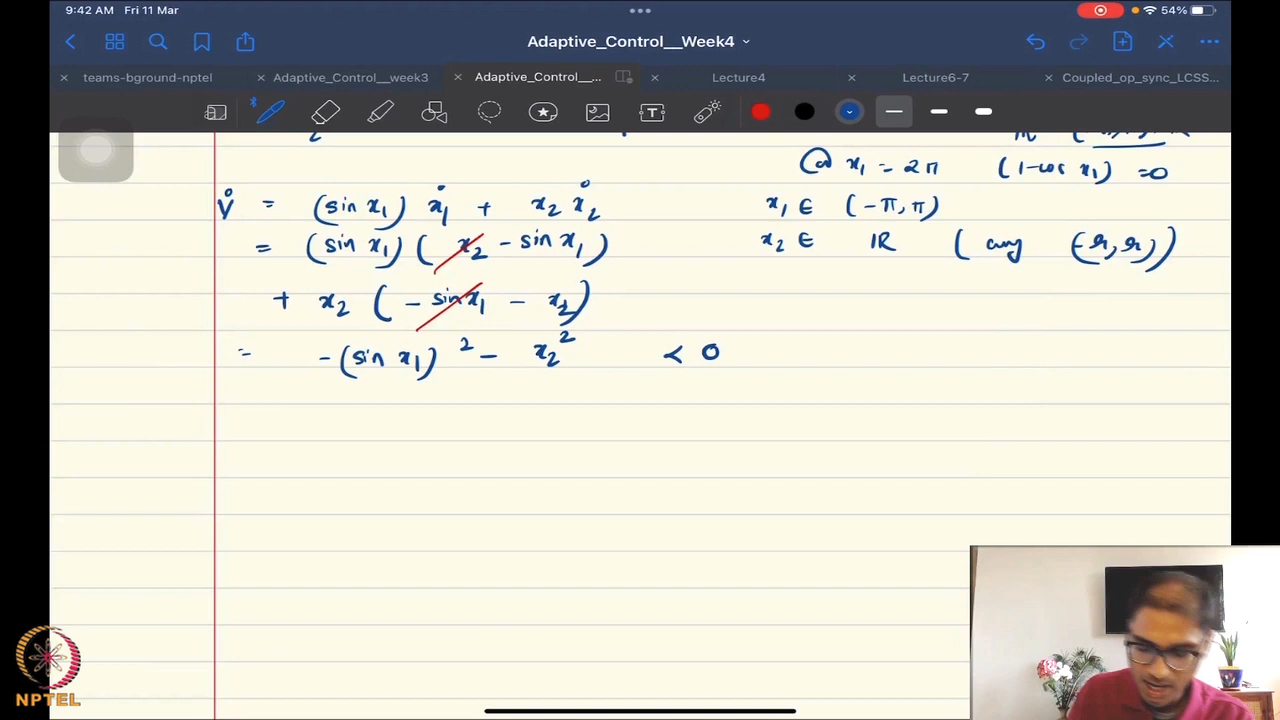 9:42 AM Fri 11 Mar
54%
Adaptive_Control__Week4
teams-bground-nptel
Adaptive_Control__week3
Adaptive_Control__...
Lecture4
Lecture6-7
Coupled_op_sync_LCSS...
2
@ x₁ = 2π (1-cos x₁) =0
V̇ = (sin x₁) ẋ₁ + x₂ ẋ₂
x₁ ∈ (-π, π)
= (sin x₁) ( x₂ - sin x₁ )
x₂ ∈ ℝ ( any (-r, r) )
+ x₂ ( - sin x₁ - x₂ )
= -(sin x₁)² - x₂² < 0
NPTEL